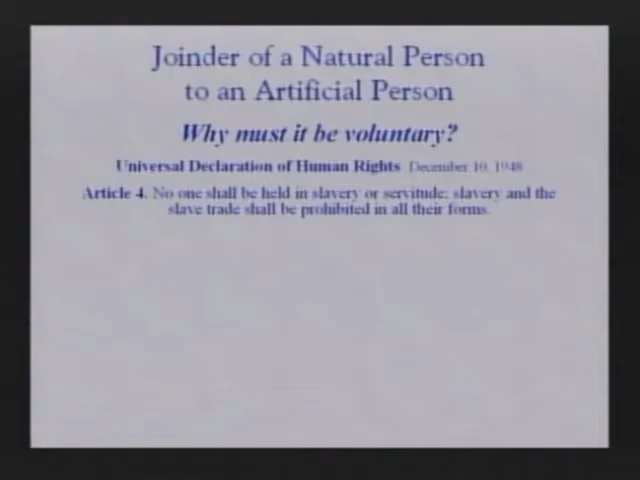 Joinder of a Natural Person
to an Artificial Person
Why must it be voluntary?
Universal Declaration of Human Rights December 10, 1948
Article 4. No one shall be held in slavery or servitude; slavery and the
slave trade shall be prohibited in all their forms.